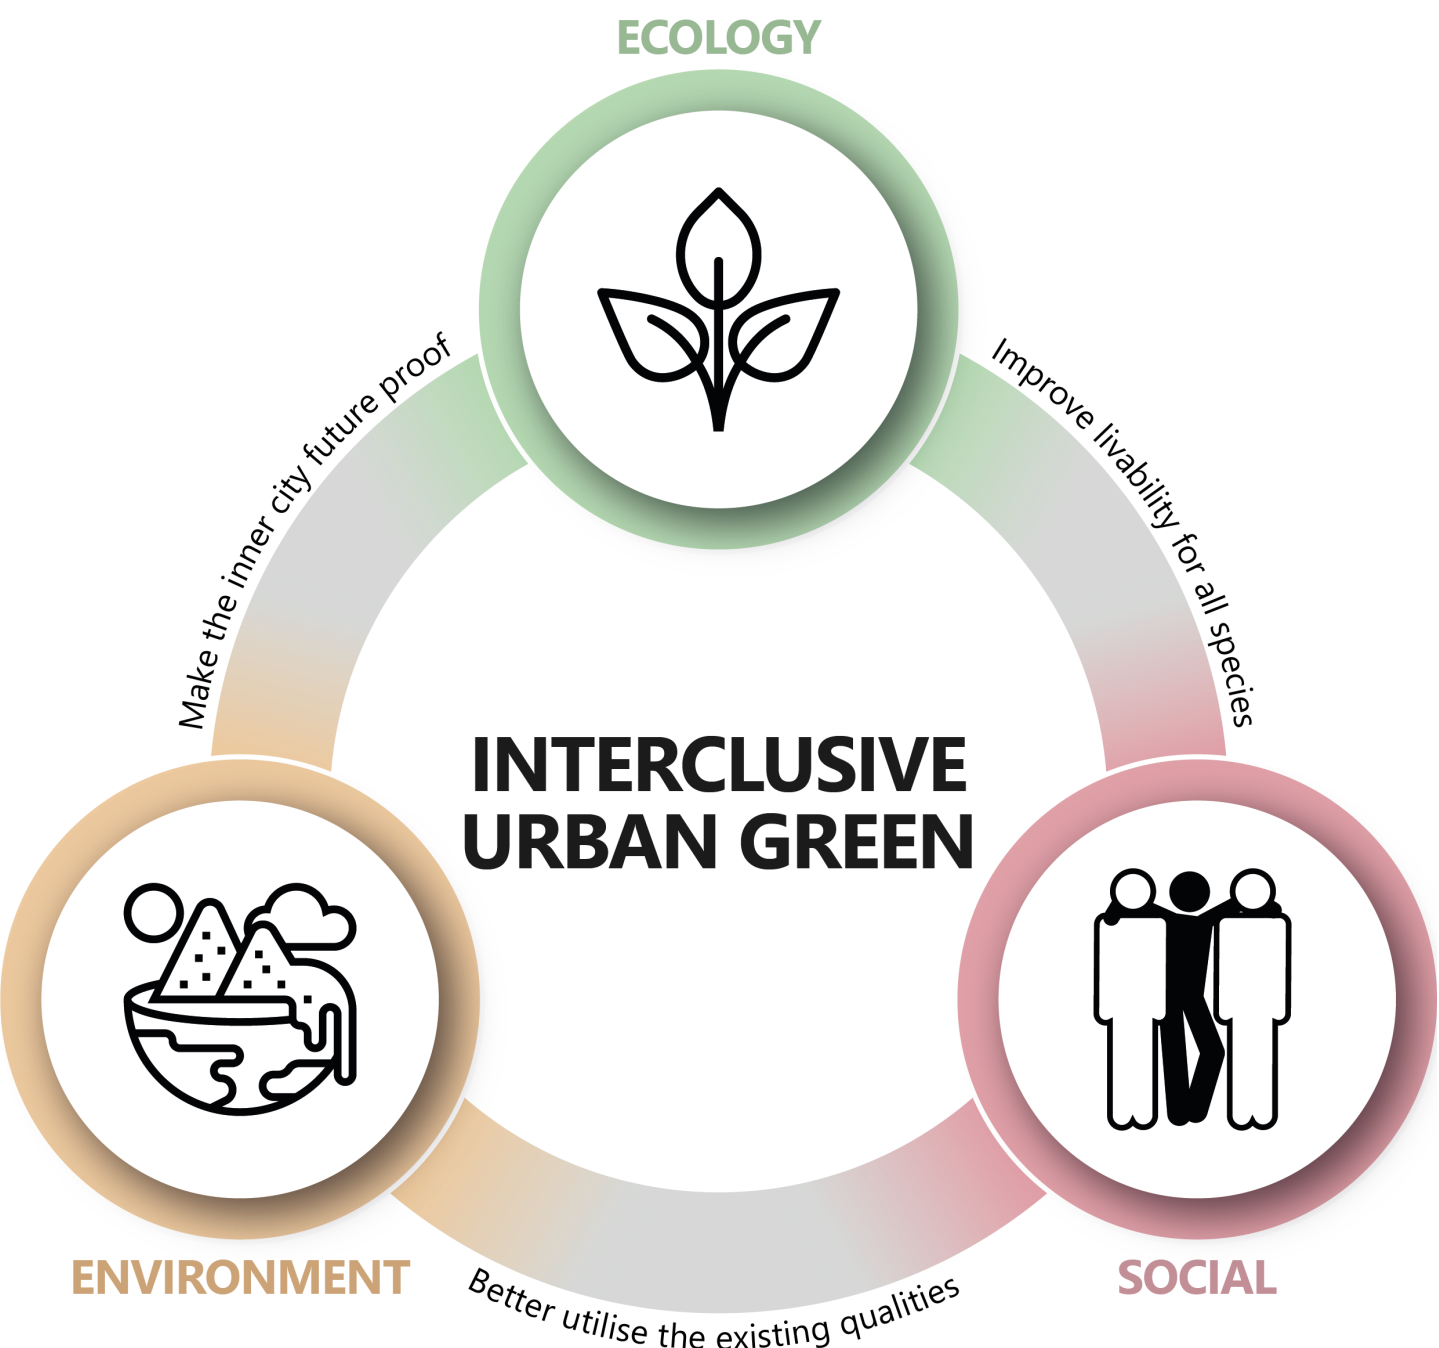 ECOLOGY
Make the inner city future proof
Improve livability for all species
INTERCLUSIVE
URBAN GREEN
ENVIRONMENT
SOCIAL
Better utilise the existing qualities